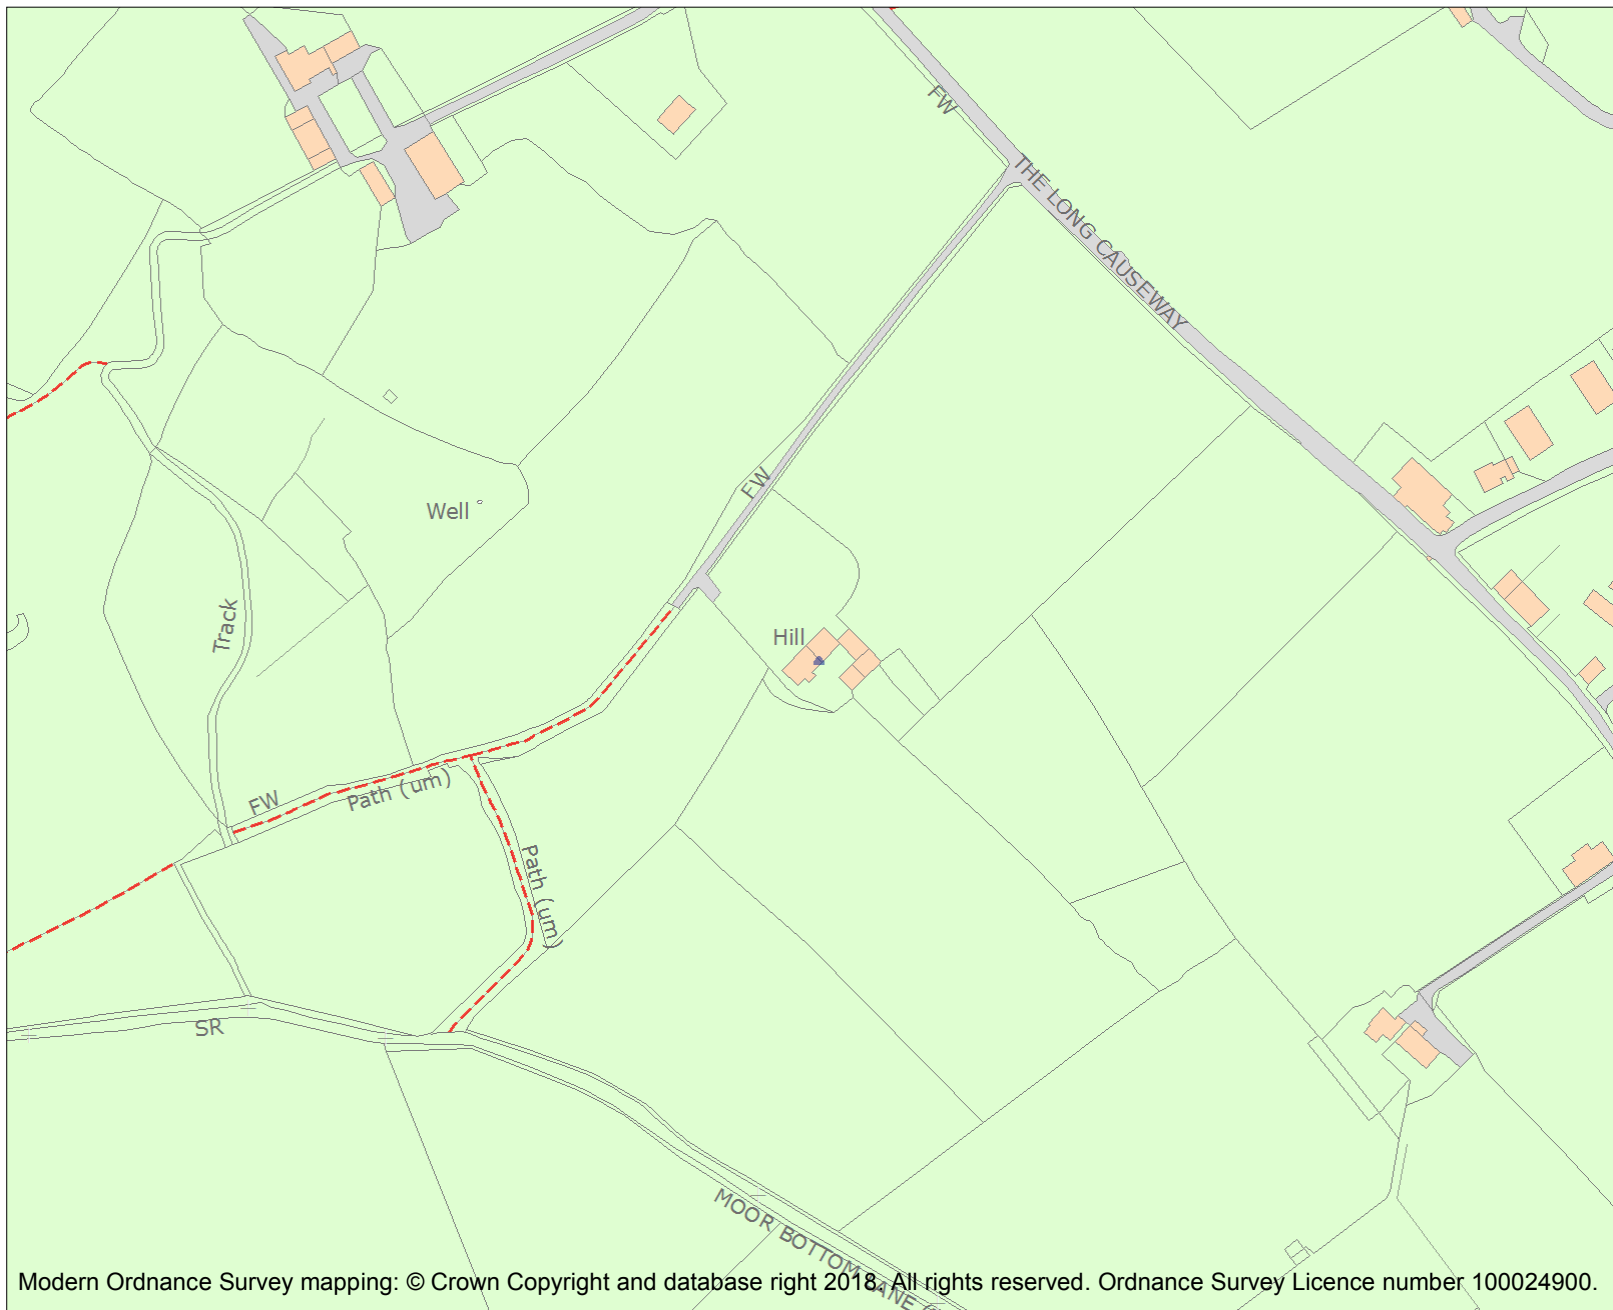 FW
THE LONG CAUSEWAY
FW
Well
Track
Hill
FW
Path (um)
Path (um)
SR
MOOR BOTTOM LANE (
Modern Ordnance Survey mapping: © Crown Copyright and database right 2018. All rights reserved. Ordnance Survey Licence number 100024900.